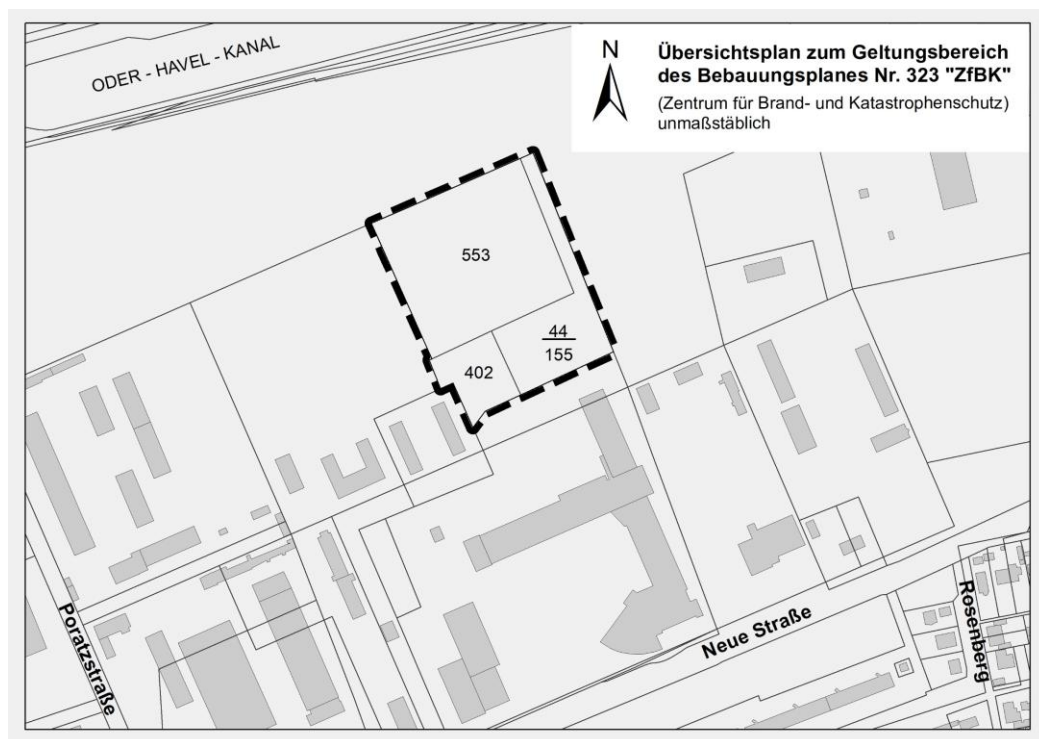 ODER - HAVEL - KANAL
N
Übersichtsplan zum Geltungsbereich
des Bebauungsplanes Nr. 323 "ZfBK"
(Zentrum für Brand- und Katastrophenschutz)
unmaßstäblich
553
44
155
402
Poratzstraße
Neue Straße
Rosenberg